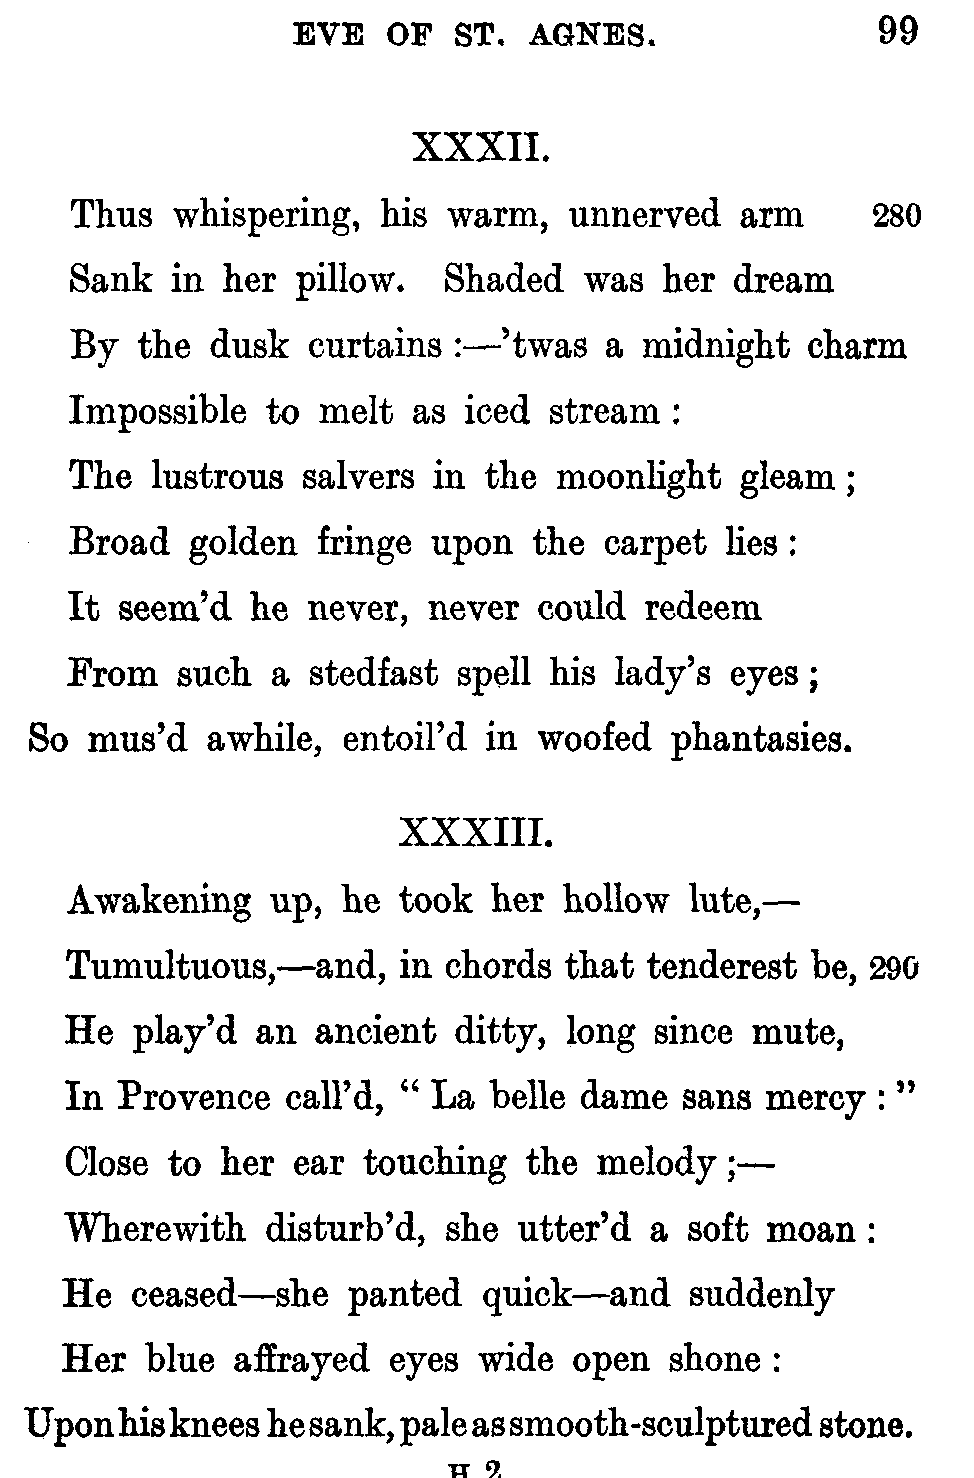 EVE OF ST. AGNES. 99
XXXII.
Thus whispering, his warm, unnerved arm 280
Sank in her pillow. Shaded was her dream
By the dusk curtains :—’twas a midnight charm
Impossible to melt as iced stream :
The lustrous salvers in the moonlight gleam ;
Broad golden fringe upon the carpet lies :
It seem’d he never, never could redeem
From such a stedfast spell his lady’s eyes ;
So mus’d awhile, entoil’d in woofed phantasies.
XXXIII.
Awakening up, he took her hollow lute,—
Tumultuous,—and, in chords that tenderest be, 290
He play’d an ancient ditty, long since mute,
In Provence call’d, “ La belle dame sans mercy : ”
Close to her ear touching the melody ;—
Wherewith disturb’d, she utter’d a soft moan :
He ceased—she panted quick—and suddenly
Her blue affrayed eyes wide open shone :
Upon his knees he sank, pale as smooth-sculptured stone.
H 2